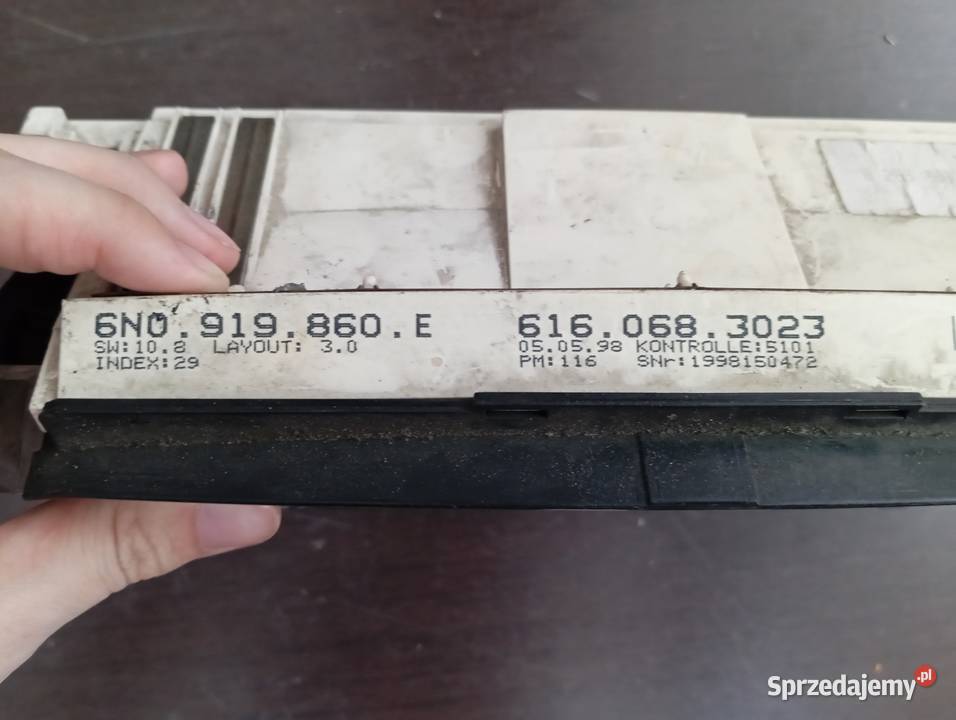 6N0.919.860.E
SW:10.8 LAYOUT: 3.0
INDEX:29
616.068.3023
05.05.98 KONTROLLE:5101
PM:116 SNr:1998150472
Sprzedajemy.pl